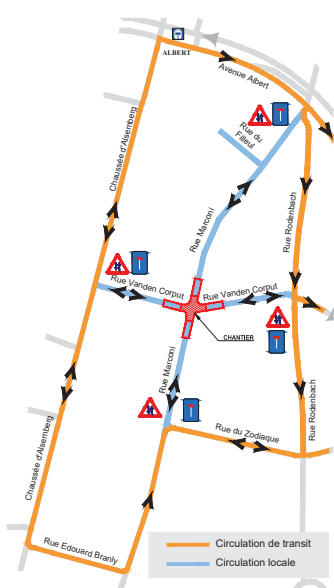 ALBERT
Avenue Albert
Rue du
Filleul
Chaussée d'Alsemberg
Rue Marconi
Rue Rodenbach
Rue Vanden Corput
Rue Vanden Corput
CHANTIER
Rue Marconi
Rue du Zodiaque
Rue Rodenbach
Chaussée d'Alsemberg
Rue Edouard Branly
Circulation de transit
Circulation locale